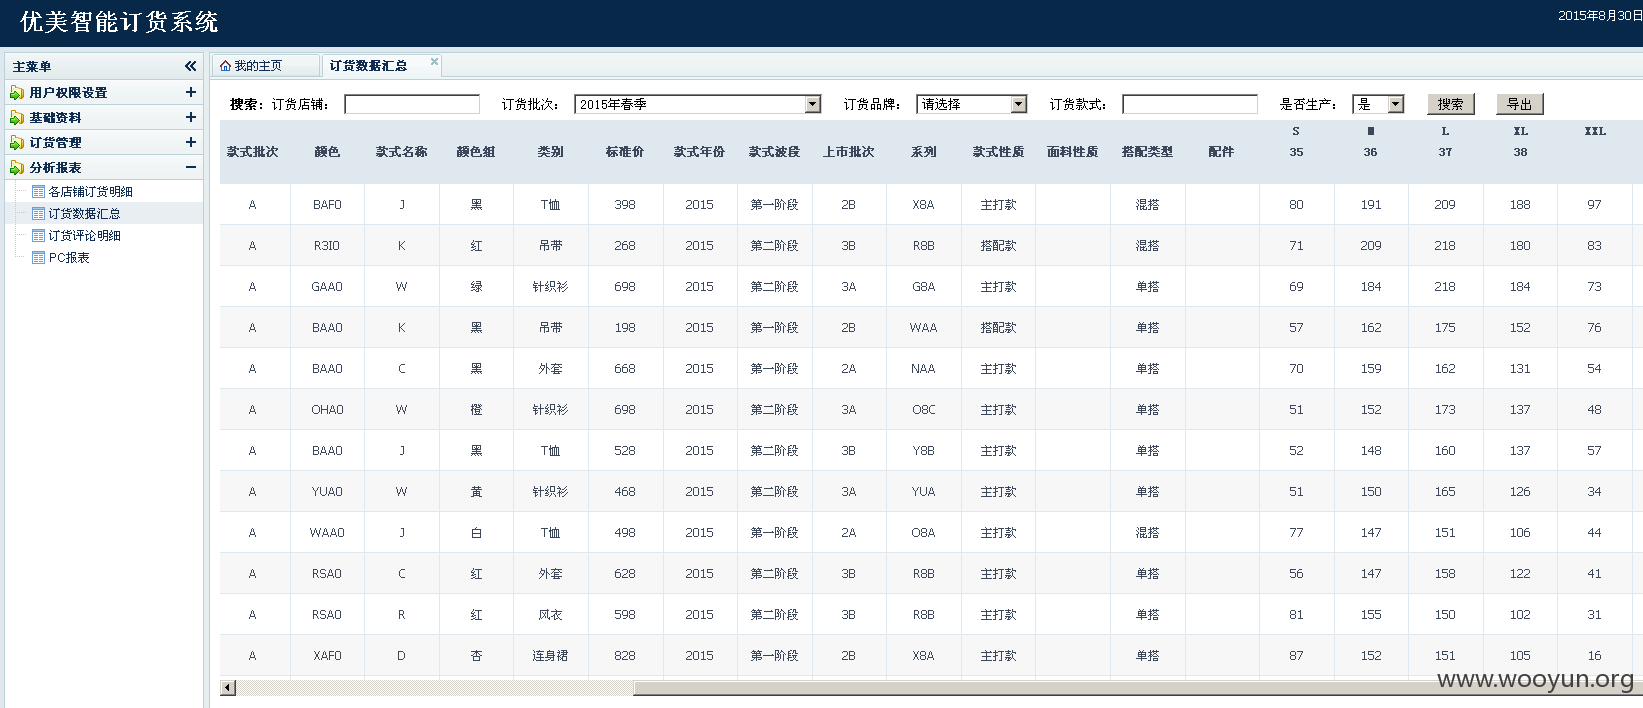 优美智能订货系统
2015年8月30日
主菜单
用户权限设置
基础资料
订货管理
分析报表
各店铺订货明细
订货数据汇总
订货评论明细
PC报表
我的主页 订货数据汇总
搜索: 订货店铺: 订货批次: 2015年春季 订货品牌: 请选择 订货款式: 是否生产: 是 搜索 导出
S M L XL XXL
款式批次 颜色 款式名称 颜色组 类别 标准价 款式年份 款式波段 上市批次 系列 款式性质 面料性质 搭配类型 配件 35 36 37 38
A BAF0 J 黑 T恤 398 2015 第一阶段 2B X8A 主打款 混搭 80 191 209 188 97
A R3I0 K 红 吊带 268 2015 第二阶段 3B R8B 搭配款 混搭 71 209 218 180 83
A GAA0 W 绿 针织衫 698 2015 第二阶段 3A G8A 主打款 单搭 69 184 218 184 73
A BAA0 K 黑 吊带 198 2015 第一阶段 2B WAA 搭配款 单搭 57 162 175 152 76
A BAA0 C 黑 外套 668 2015 第一阶段 2A NAA 主打款 单搭 70 159 162 131 54
A OHA0 W 橙 针织衫 698 2015 第二阶段 3A O8C 主打款 单搭 51 152 173 137 48
A BAA0 J 黑 T恤 528 2015 第二阶段 3B Y8B 主打款 单搭 52 148 160 137 57
A YUA0 W 黄 针织衫 468 2015 第二阶段 3A YUA 主打款 单搭 51 150 165 126 34
A WAA0 J 白 T恤 498 2015 第一阶段 2A O8A 主打款 混搭 77 147 151 106 44
A RSA0 C 红 外套 628 2015 第二阶段 3B R8B 主打款 单搭 56 147 158 122 41
A RSA0 R 红 风衣 598 2015 第二阶段 3B R8B 主打款 单搭 81 155 150 102 31
A XAF0 D 杏 连身裙 828 2015 第一阶段 2B X8A 主打款 单搭 87 152 151 105 16
www.wooyun.org